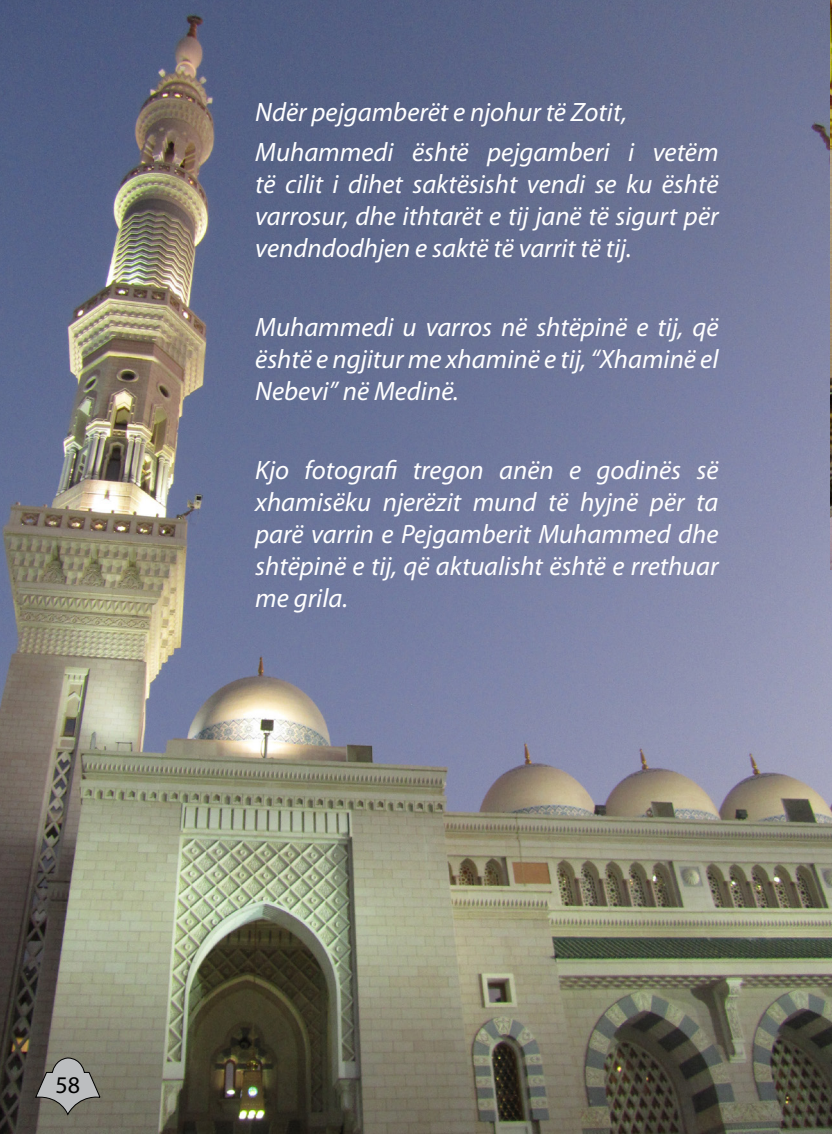 Ndër pejgamberët e njohur të Zotit,
Muhammedi është pejgamberi i vetëm
të cilit i dihet saktësisht vendi se ku është
varrosur, dhe ithtarët e tij janë të sigurt për
vendndodhjen e saktë të varrit të tij.
Muhammedi u varros në shtëpinë e tij, që
është e ngjitur me xhaminë e tij, “Xhaminë el
Nebevi” në Medinë.
Kjo fotografi tregon anën e godinës së
xhamisëku njerëzit mund të hyjnë për ta
parë varrin e Pejgamberit Muhammed dhe
shtëpinë e tij, që aktualisht është e rrethuar
me grila.
58